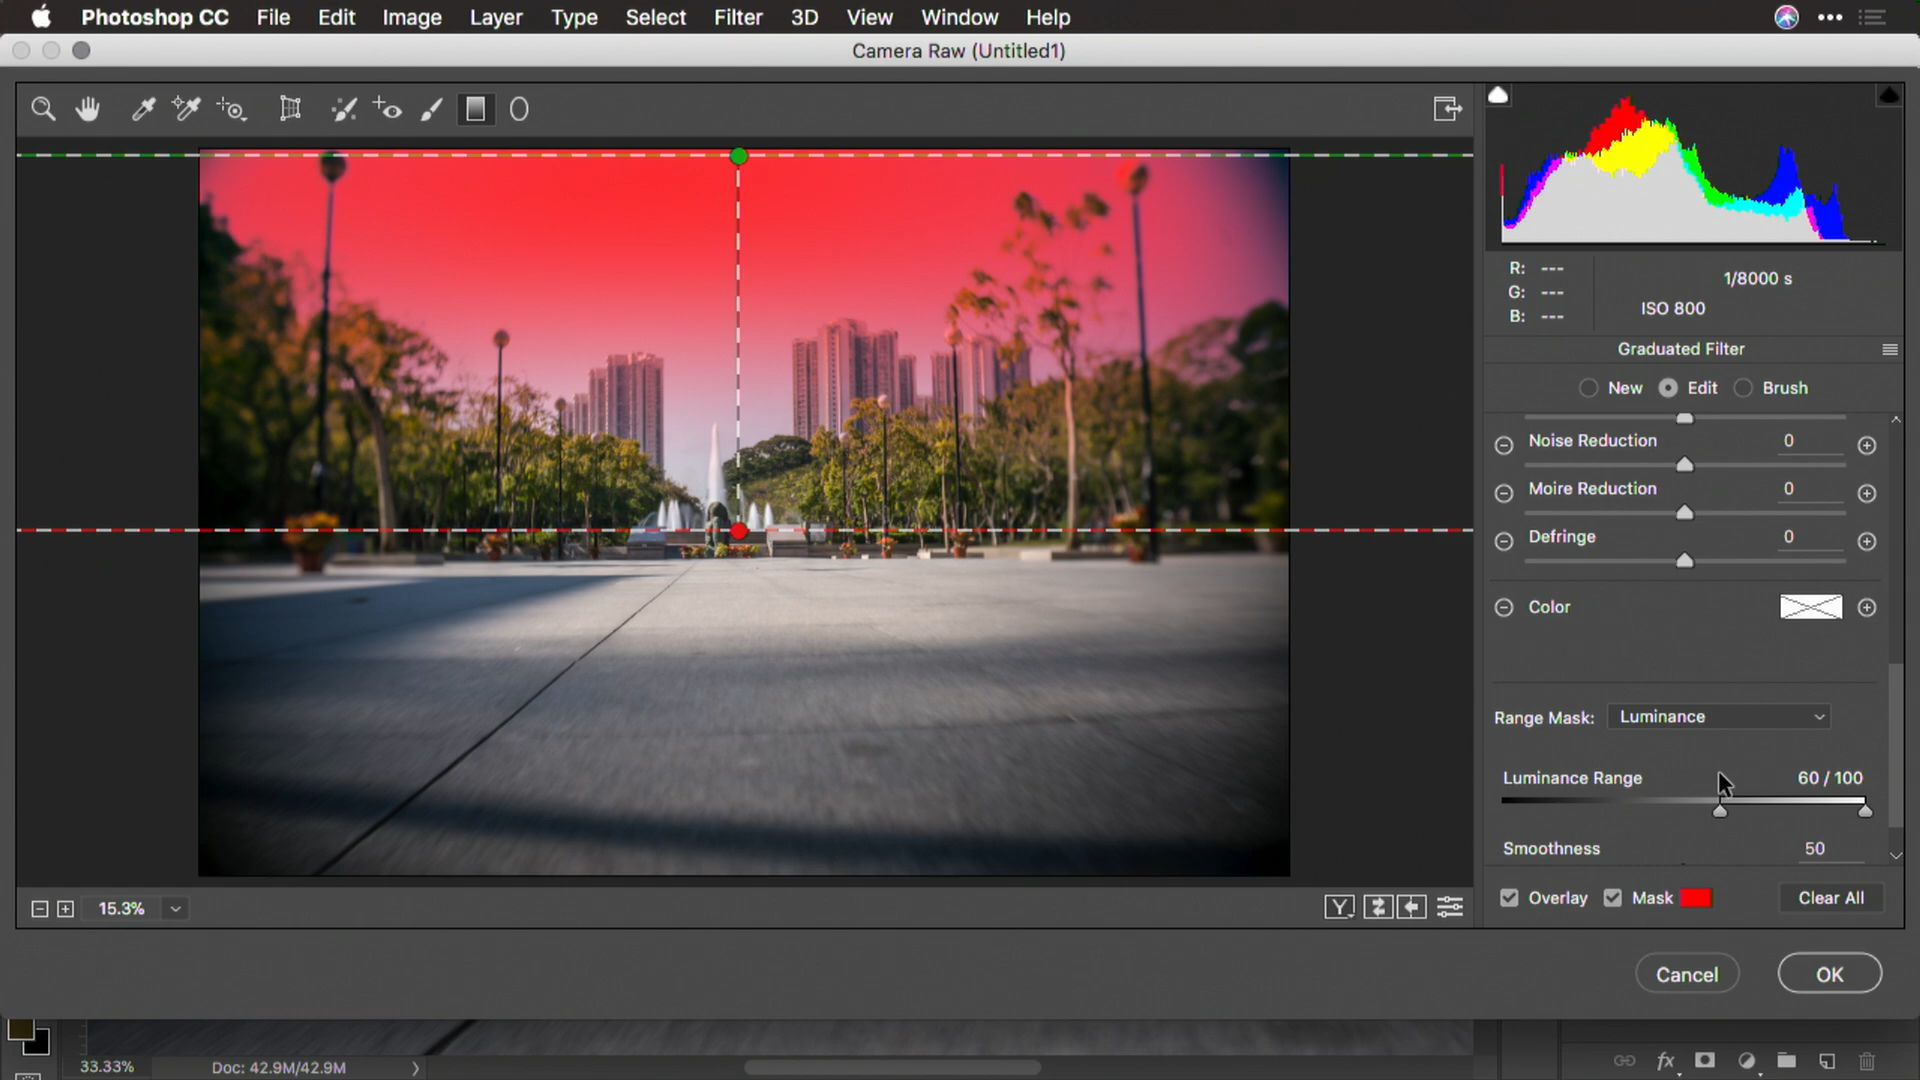 Photoshop CC File Edit Image Layer Type Select Filter 3D View Window Help
Camera Raw (Untitled1)
R: ---
G: ---
B: ---
1/8000 s
ISO 800
Graduated Filter
New Edit Brush
Noise Reduction 0
Moire Reduction 0
Defringe 0
Color
Range Mask: Luminance
Luminance Range 60 / 100
Smoothness 50
Overlay Mask Clear All
15.3%
Y
Cancel OK
33.33% Doc: 42.9M/42.9M
fx